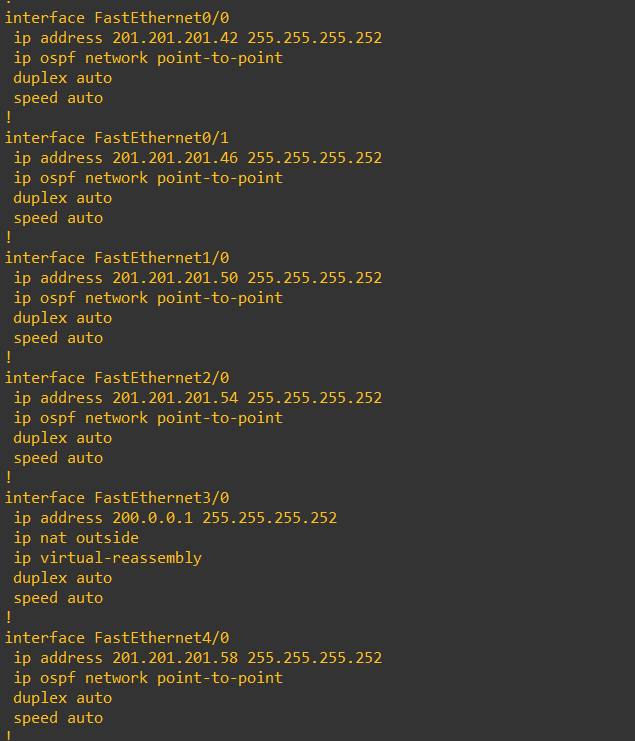 !
interface FastEthernet0/0
 ip address 201.201.201.42 255.255.255.252
 ip ospf network point-to-point
 duplex auto
 speed auto
!
interface FastEthernet0/1
 ip address 201.201.201.46 255.255.255.252
 ip ospf network point-to-point
 duplex auto
 speed auto
!
interface FastEthernet1/0
 ip address 201.201.201.50 255.255.255.252
 ip ospf network point-to-point
 duplex auto
 speed auto
!
interface FastEthernet2/0
 ip address 201.201.201.54 255.255.255.252
 ip ospf network point-to-point
 duplex auto
 speed auto
!
interface FastEthernet3/0
 ip address 200.0.0.1 255.255.255.252
 ip nat outside
 ip virtual-reassembly
 duplex auto
 speed auto
!
interface FastEthernet4/0
 ip address 201.201.201.58 255.255.255.252
 ip ospf network point-to-point
 duplex auto
 speed auto
!